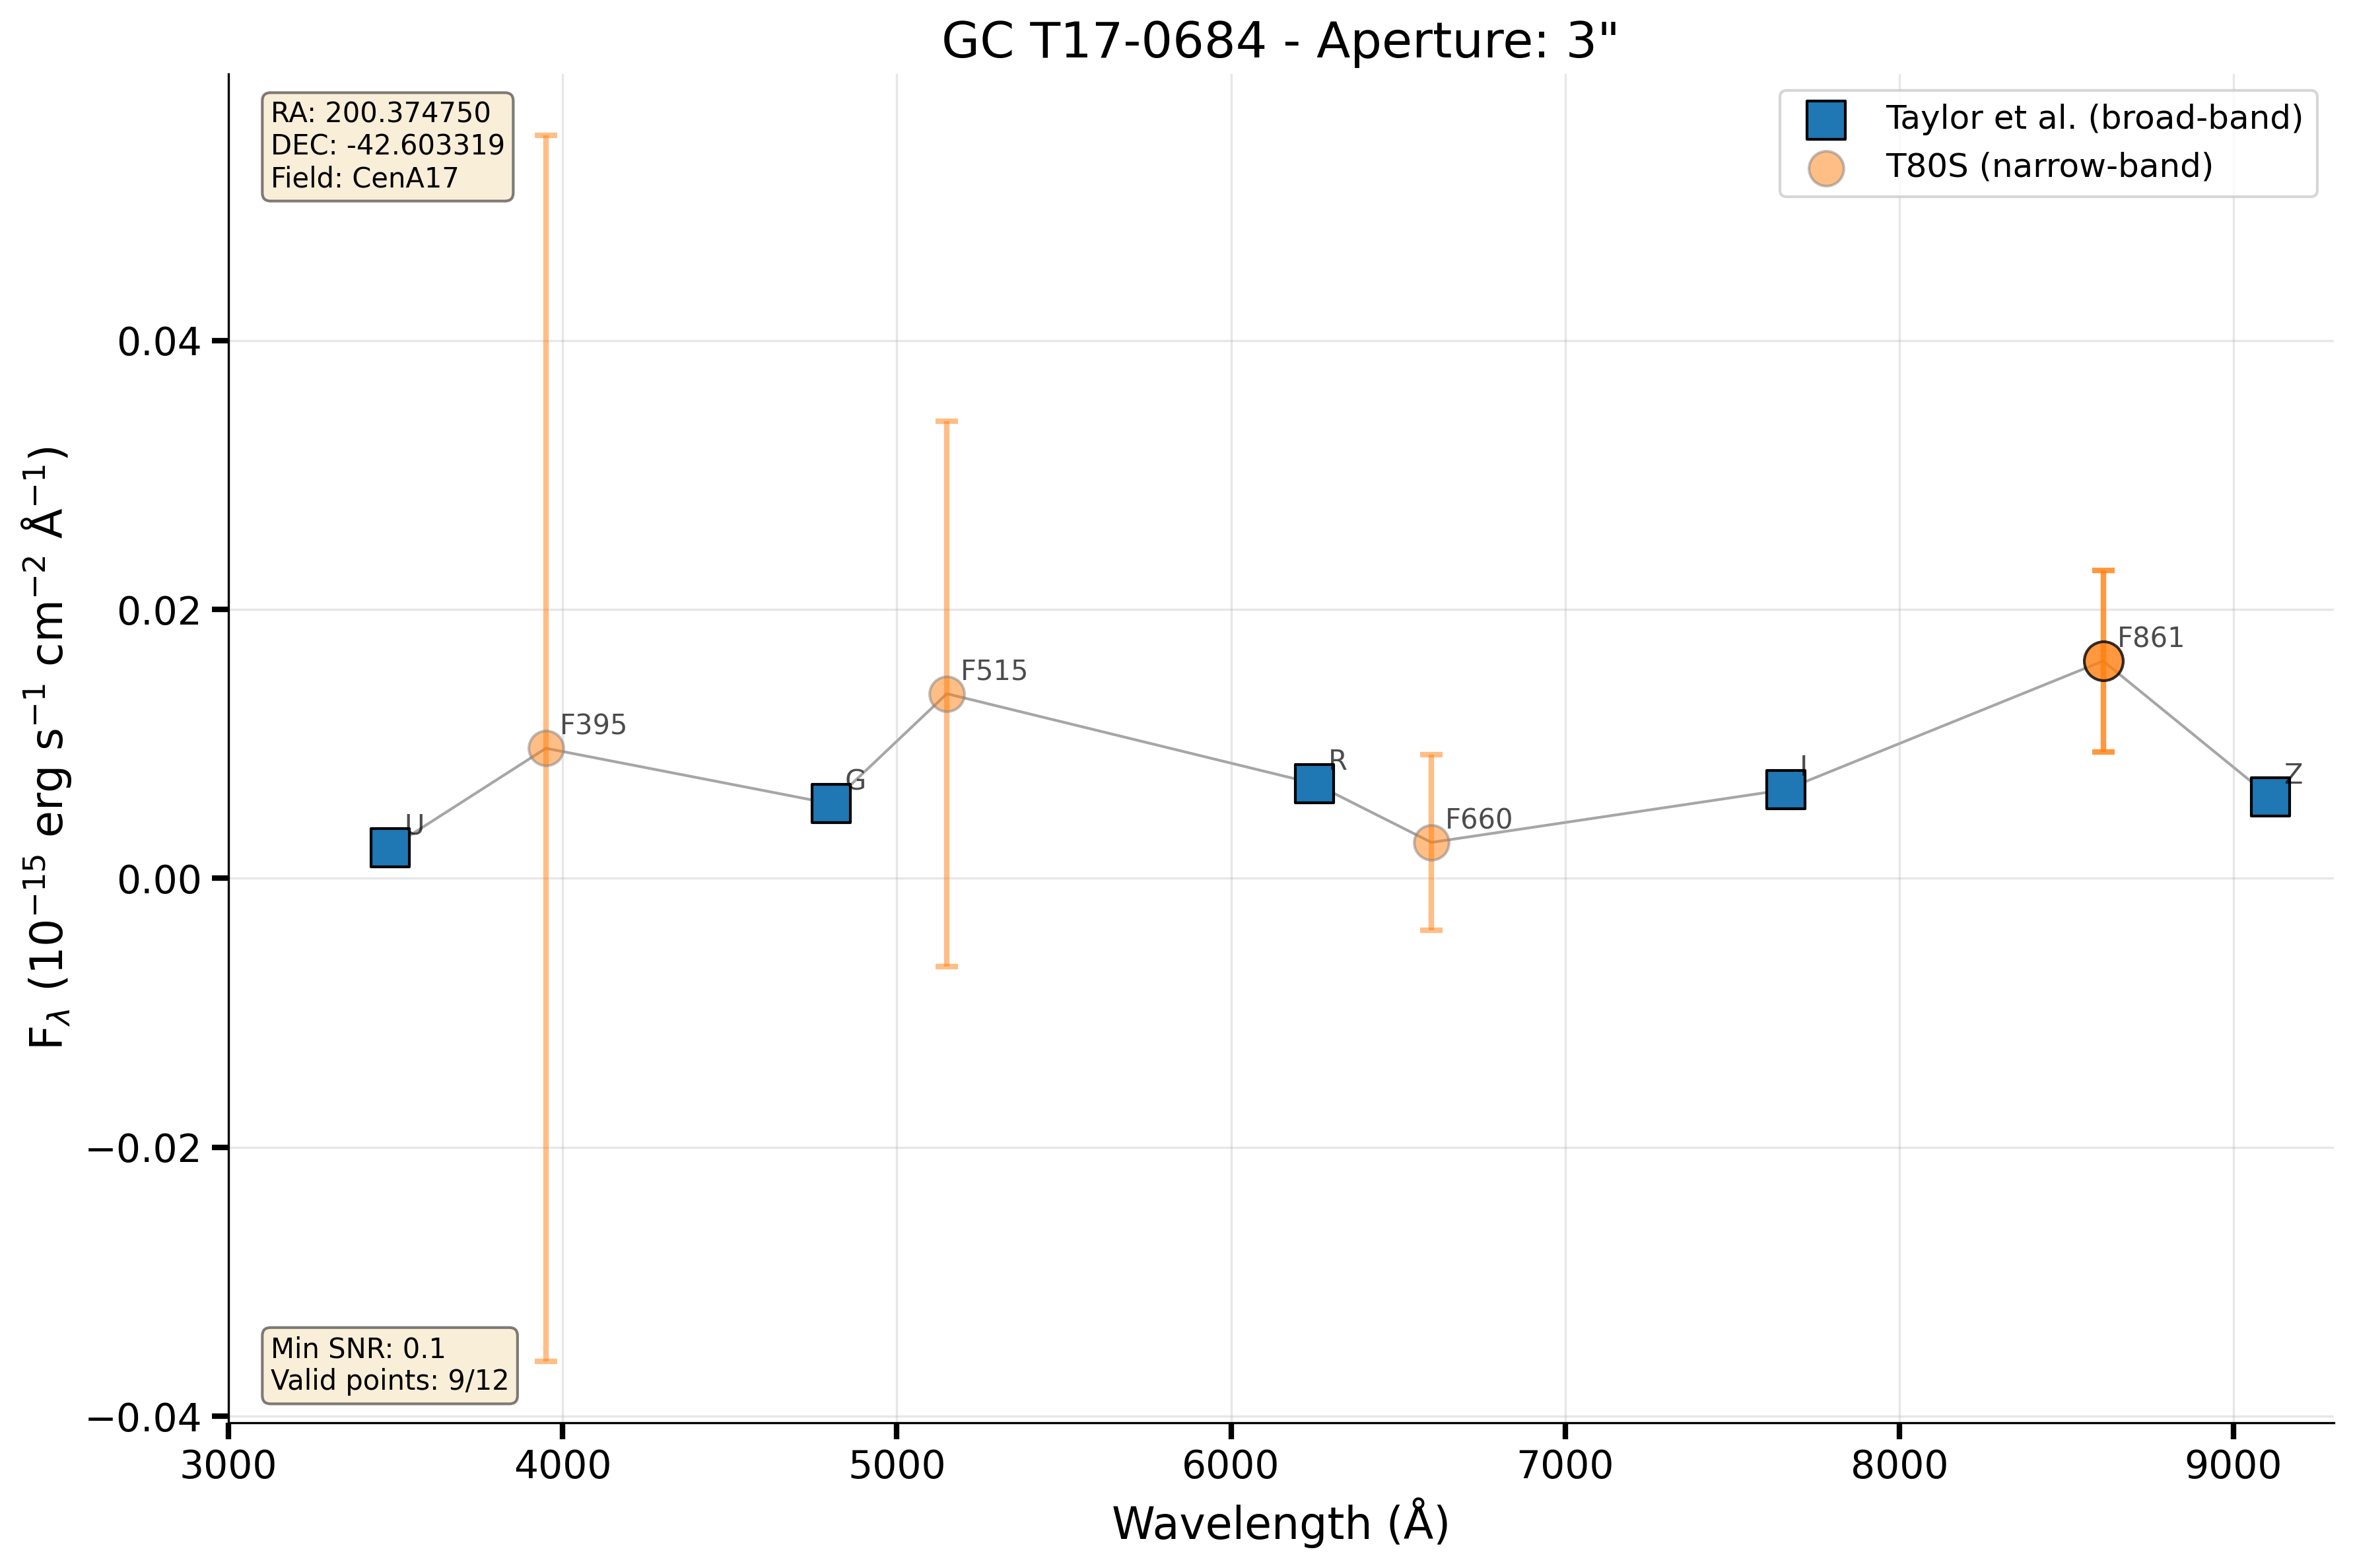 GC T17-0684 - Aperture: 3"
RA: 200.374750
DEC: -42.603319
Field: CenA17
Taylor et al. (broad-band)
T80S (narrow-band)
F$_\lambda$ (10$^{-15}$ erg s$^{-1}$ cm$^{-2}$ Å$^{-1}$)
0.04
0.02
0.00
−0.02
−0.04
U
F395
G
F515
R
F660
I
F861
Z
Min SNR: 0.1
Valid points: 9/12
3000 4000 5000 6000 7000 8000 9000
Wavelength (Å)